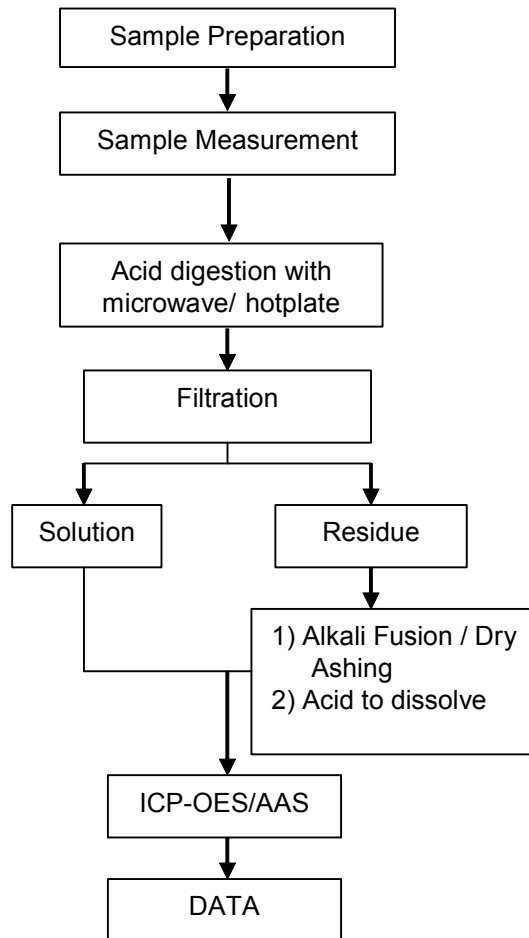 Sample Preparation
Sample Measurement
Acid digestion with
microwave/ hotplate
Filtration
Solution
Residue
1) Alkali Fusion / Dry
Ashing
2) Acid to dissolve
ICP-OES/AAS
DATA